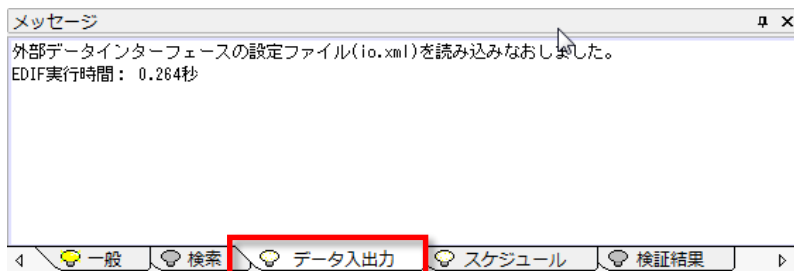 メッセージ
外部データインターフェースの設定ファイル(io.xml)を読み込みなおしました。
EDIF実行時間： 0.264秒
一般 検索 データ入出力 スケジュール 検証結果